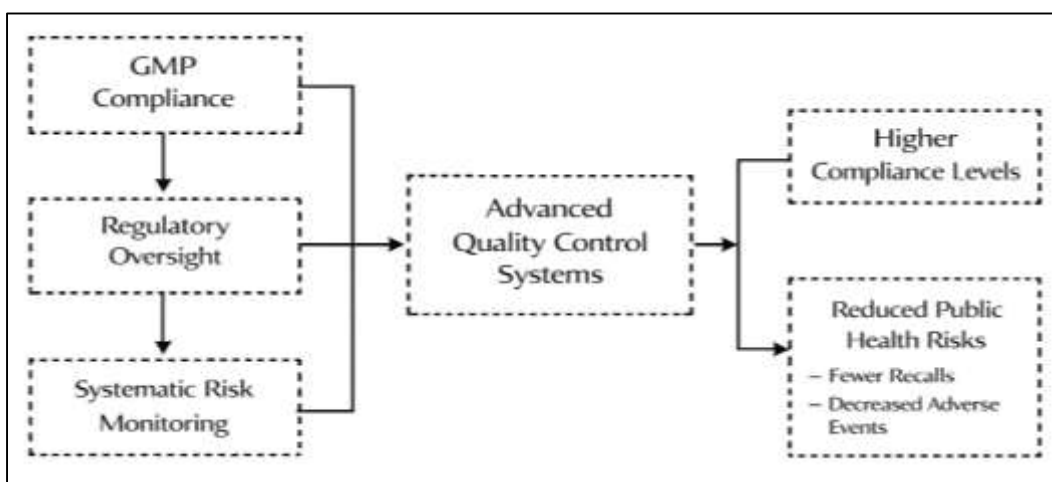 GMP
Compliance
Regulatory
Oversight
Systematic Risk
Monitoring
Advanced
Quality Control
Systems
Higher
Compliance Levels
Reduced Public
Health Risks
– Fewer Recalls
– Decreased Adverse
Events